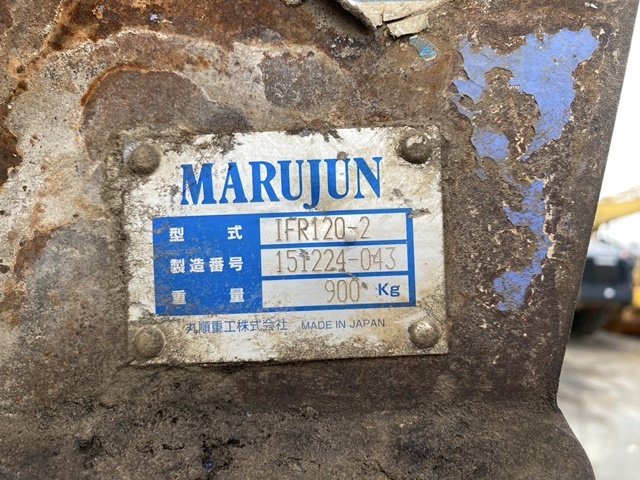 MARUJUN
型式 IFR120-2
製造番号 151224-043
重量 900 Kg
丸順重工株式会社 MADE IN JAPAN